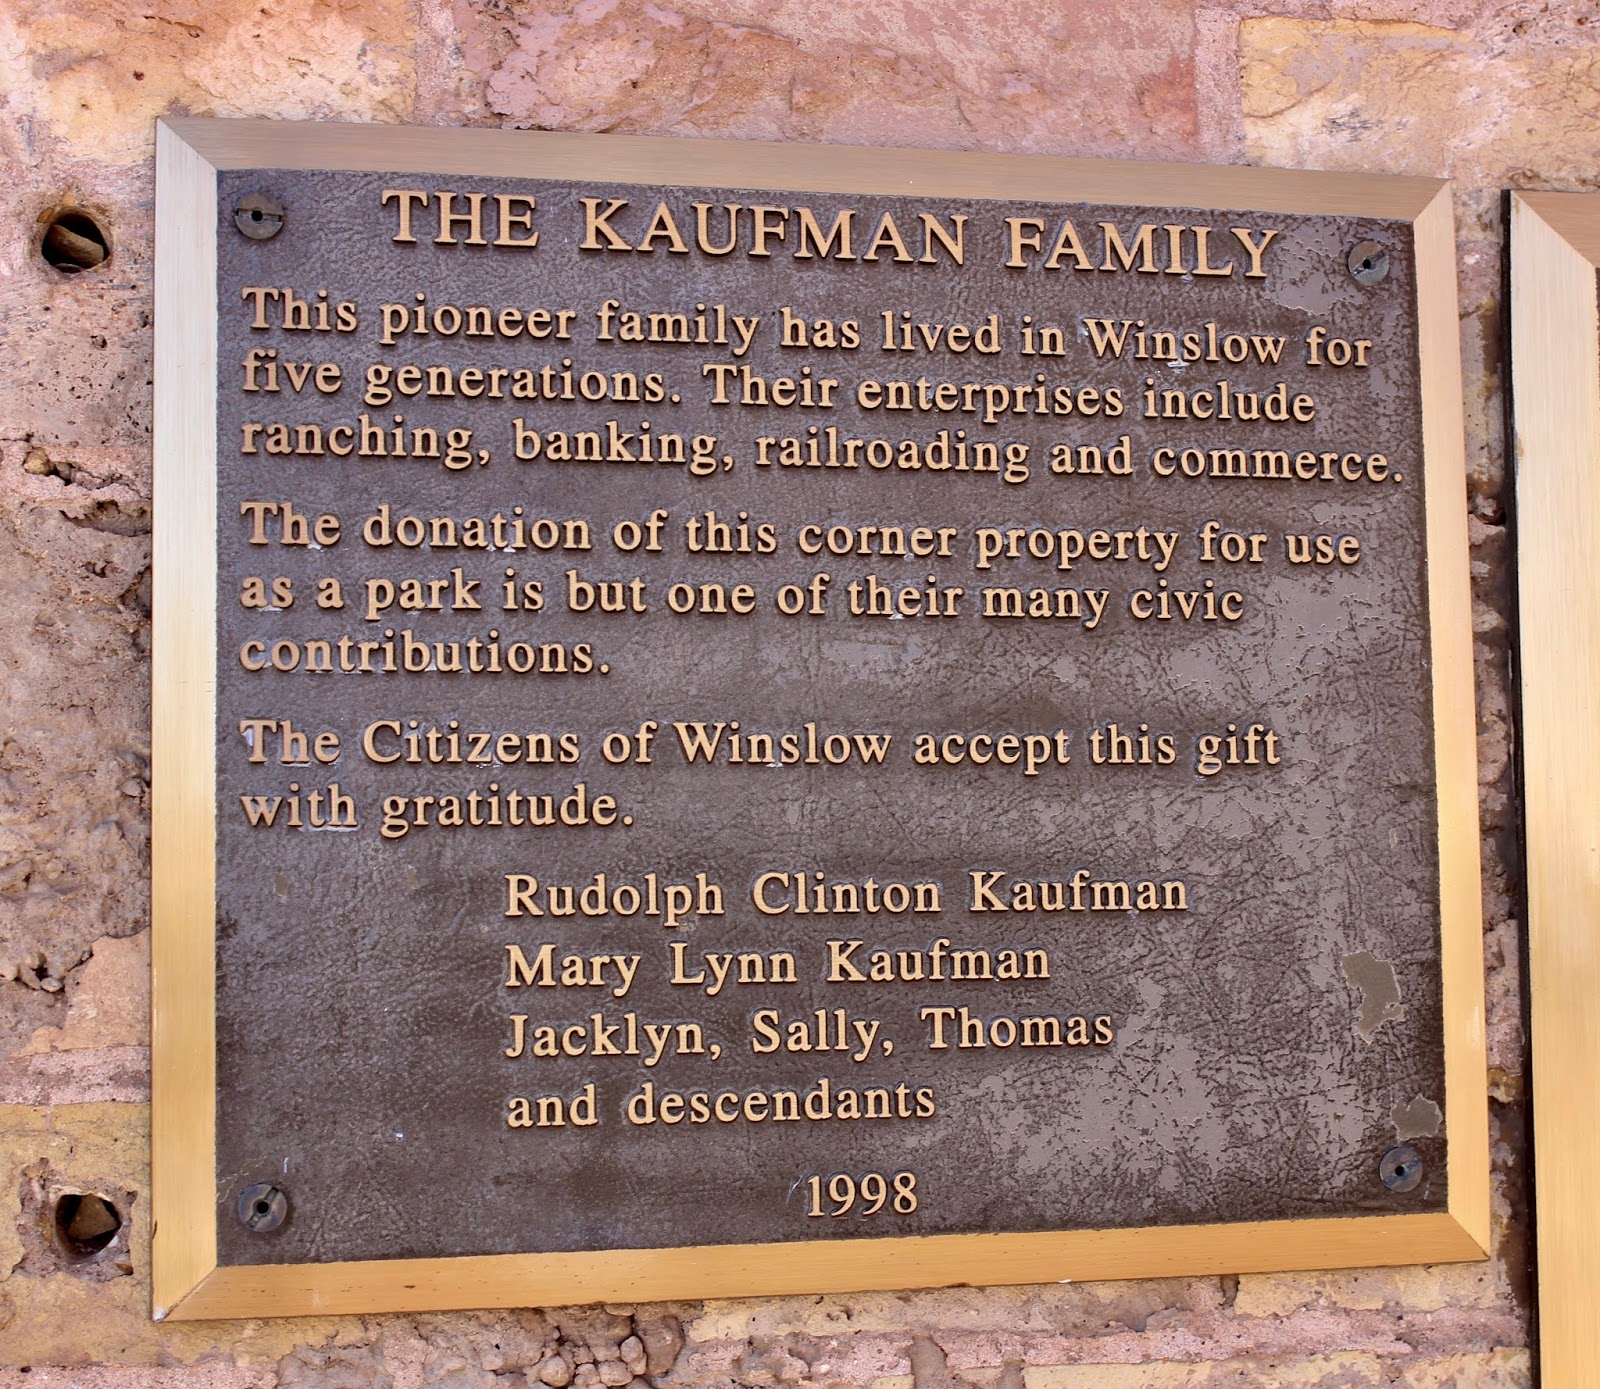 THE KAUFMAN FAMILY
This pioneer family has lived in Winslow for
five generations. Their enterprises include
ranching, banking, railroading and commerce.
The donation of this corner property for use
as a park is but one of their many civic
contributions.
The Citizens of Winslow accept this gift
with gratitude.
Rudolph Clinton Kaufman
Mary Lynn Kaufman
Jacklyn, Sally, Thomas
and descendants
1998